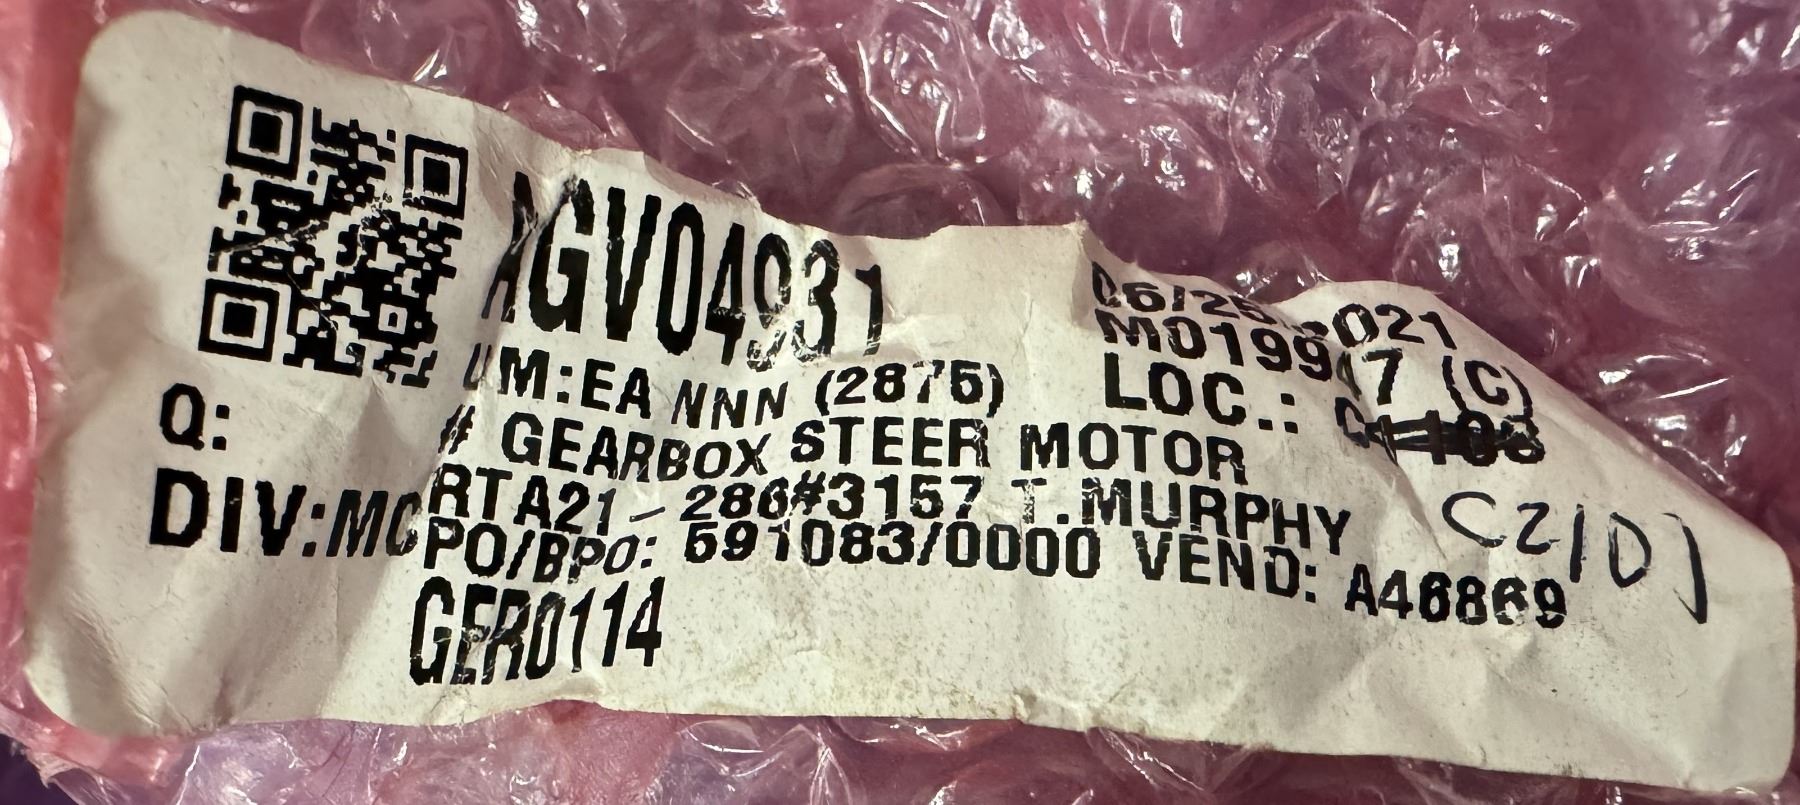 AGV04931
06/25/2021
M019947 (C)
UM:EA NNN (2875)
LOC.:
Q:
# GEARBOX STEER MOTOR
C2101
DIV:MC
RTA21-286#3157 T.MURPHY
PO/BPO: 591083/0000 VEND: A46869
GER0114